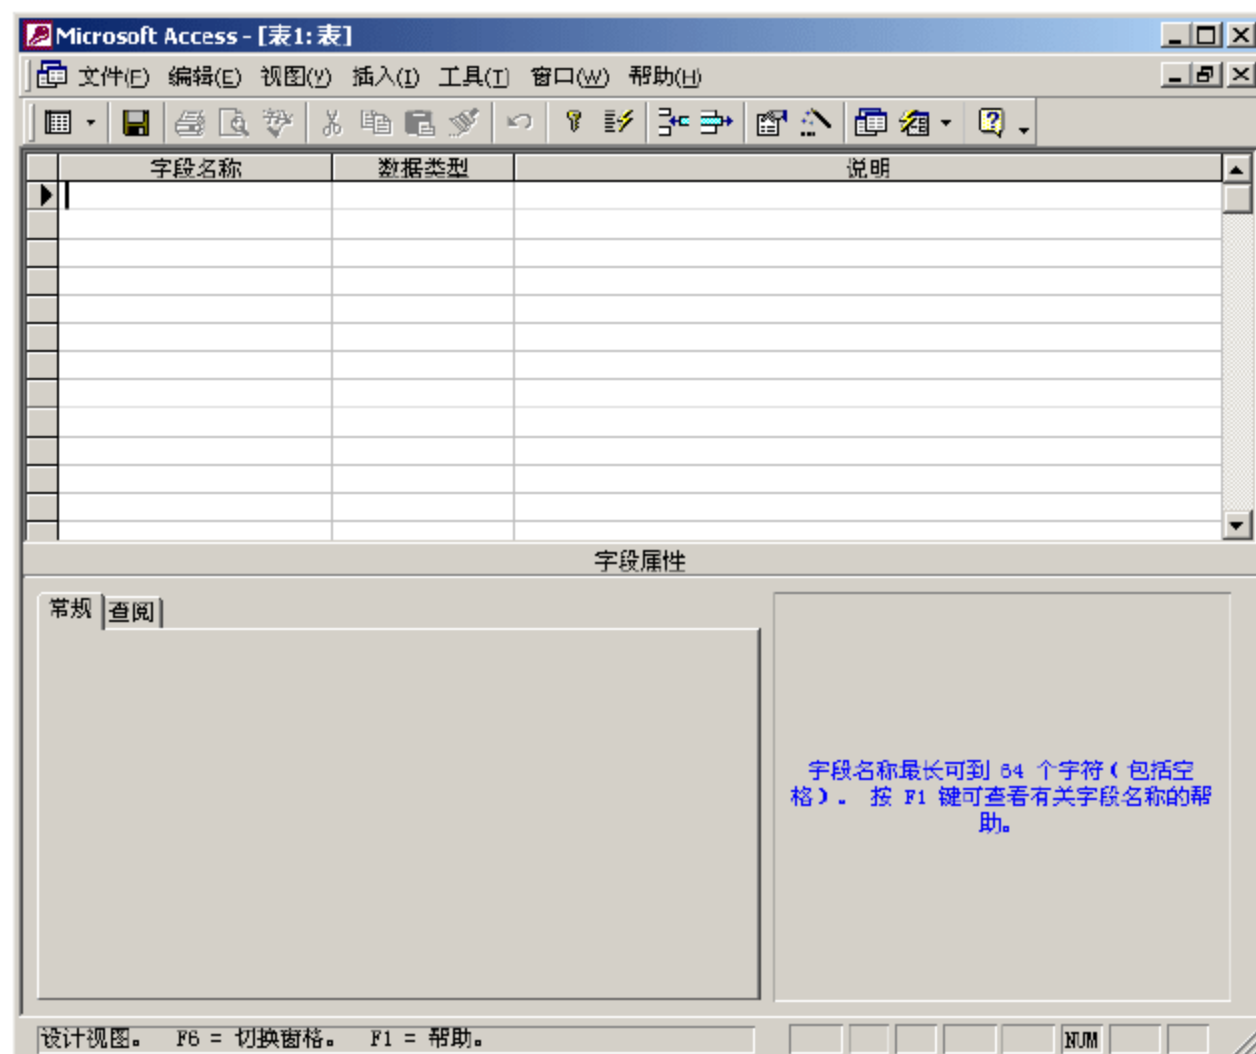 Microsoft Access - [表1: 表]
文件(F) 编辑(E) 视图(V) 插入(I) 工具(T) 窗口(W) 帮助(H)
字段名称 数据类型 说明
字段属性
常规 查阅
字段名称最长可到 64 个字符(包括空
格)。 按 F1 键可查看有关字段名称的帮
助。
设计视图。 F6 = 切换窗格。 F1 = 帮助。 NUM